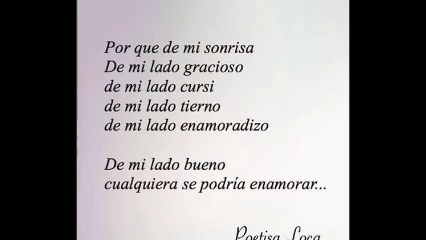 Por que de mi sonrisa
De mi lado gracioso
de mi lado cursi
de mi lado tierno
de mi lado enamoradizo
De mi lado bueno
cualquiera se podría enamorar...
Poetisa Loca